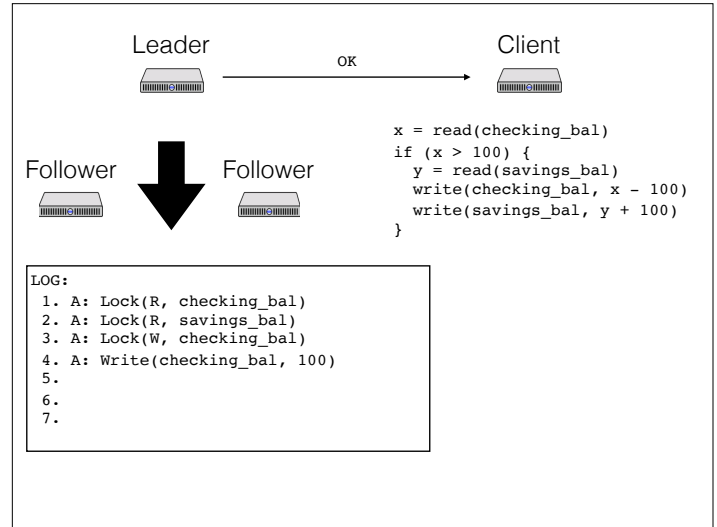 Leader
OK
Client
Follower
Follower
x = read(checking_bal)
if (x > 100) {
  y = read(savings_bal)
  write(checking_bal, x - 100)
  write(savings_bal, y + 100)
}
LOG:
1. A: Lock(R, checking_bal)
2. A: Lock(R, savings_bal)
3. A: Lock(W, checking_bal)
4. A: Write(checking_bal, 100)
5.
6.
7.